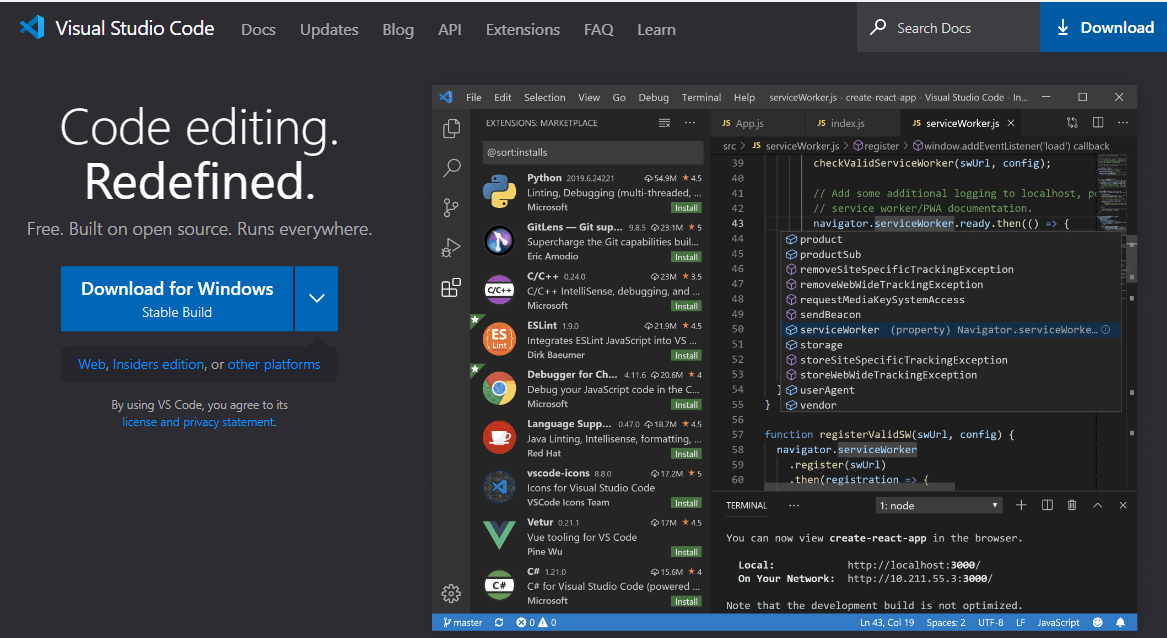 Visual Studio Code Docs Updates Blog API Extensions FAQ Learn Search Docs Download
Code editing.
Redefined.
Free. Built on open source. Runs everywhere.
Download for Windows
Stable Build
Web, Insiders edition, or other platforms
By using VS Code, you agree to its
license and privacy statement.
File Edit Selection View Go Debug Terminal Help serviceWorker.js - create-react-app - Visual Studio Code - In...
EXTENSIONS: MARKETPLACE
@sort:installs
Python 2019.6.24221 54.9M 4.5
Linting, Debugging (multi-threaded, ...
Microsoft Install
GitLens — Git sup... 9.8.5 23.1M 5
Supercharge the Git capabilities buil...
Eric Amodio Install
C/C++
C/C++ 0.24.0 23M 3.5
C/C++ IntelliSense, debugging, and ...
Microsoft Install
ES
Lint
ESLint 1.9.0 21.9M 4.5
Integrates ESLint JavaScript into VS ...
Dirk Baeumer Install
Debugger for Ch... 4.11.6 20.6M 4
Debug your JavaScript code in the C...
Microsoft Install
Language Supp... 0.47.0 18.7M 4.5
Java Linting, Intellisense, formatting, ...
Red Hat Install
vscode-icons 8.8.0 17.2M 5
Icons for Visual Studio Code
VSCode Icons Team Install
Vetur 0.21.1 17M 4.5
Vue tooling for VS Code
Pine Wu Install
C#
C# 1.21.0 15.6M 4
C# for Visual Studio Code (powered ...
Microsoft Install
JS App.js JS index.js JS serviceWorker.js
src > JS serviceWorker.js > register > window.addEventListener('load') callback
39 checkValidServiceWorker(swUrl, config);
40
41 // Add some additional logging to localhost, p
42 // service worker/PWA documentation.
43 navigator.serviceWorker.ready.then(() => {
44 product
45 productSub
46 removeSiteSpecificTrackingException
47 removeWebWideTrackingException
48 requestMediaKeySystemAccess
49 sendBeacon
50 serviceWorker (property) Navigator.serviceWorke...
51 storage
52 storeSiteSpecificTrackingException
53 storeWebWideTrackingException
54 } userAgent
55 } vendor
56
57 function registerValidSW(swUrl, config) {
58 navigator.serviceWorker
59 .register(swUrl)
60 .then(registration => {
TERMINAL ... 1: node
You can now view create-react-app in the browser.
Local: http://localhost:3000/
On Your Network: http://10.211.55.3:3000/
Note that the development build is not optimized.
master 0 0 Ln 43, Col 19 Spaces: 2 UTF-8 LF JavaScript